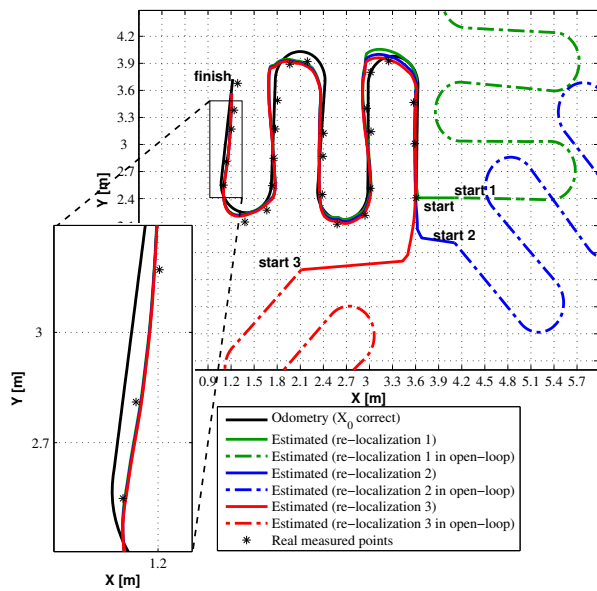 4.2
3.9
3.6
3.3
3
2.7
2.4
2.1
Y [m]
finish
start 1
start
start 2
start 3
0.9 1.2 1.5 1.8 2.1 2.4 2.7 3 3.3 3.6 3.9 4.2 4.5 4.8 5.1 5.4 5.7
X [m]
3
2.7
Y [m]
1.2
X [m]
Odometry (X_0 correct)
Estimated (re-localization 1)
Estimated (re-localization 1 in open-loop)
Estimated (re-localization 2)
Estimated (re-localization 2 in open-loop)
Estimated (re-localization 3)
Estimated (re-localization 3 in open-loop)
Real measured points